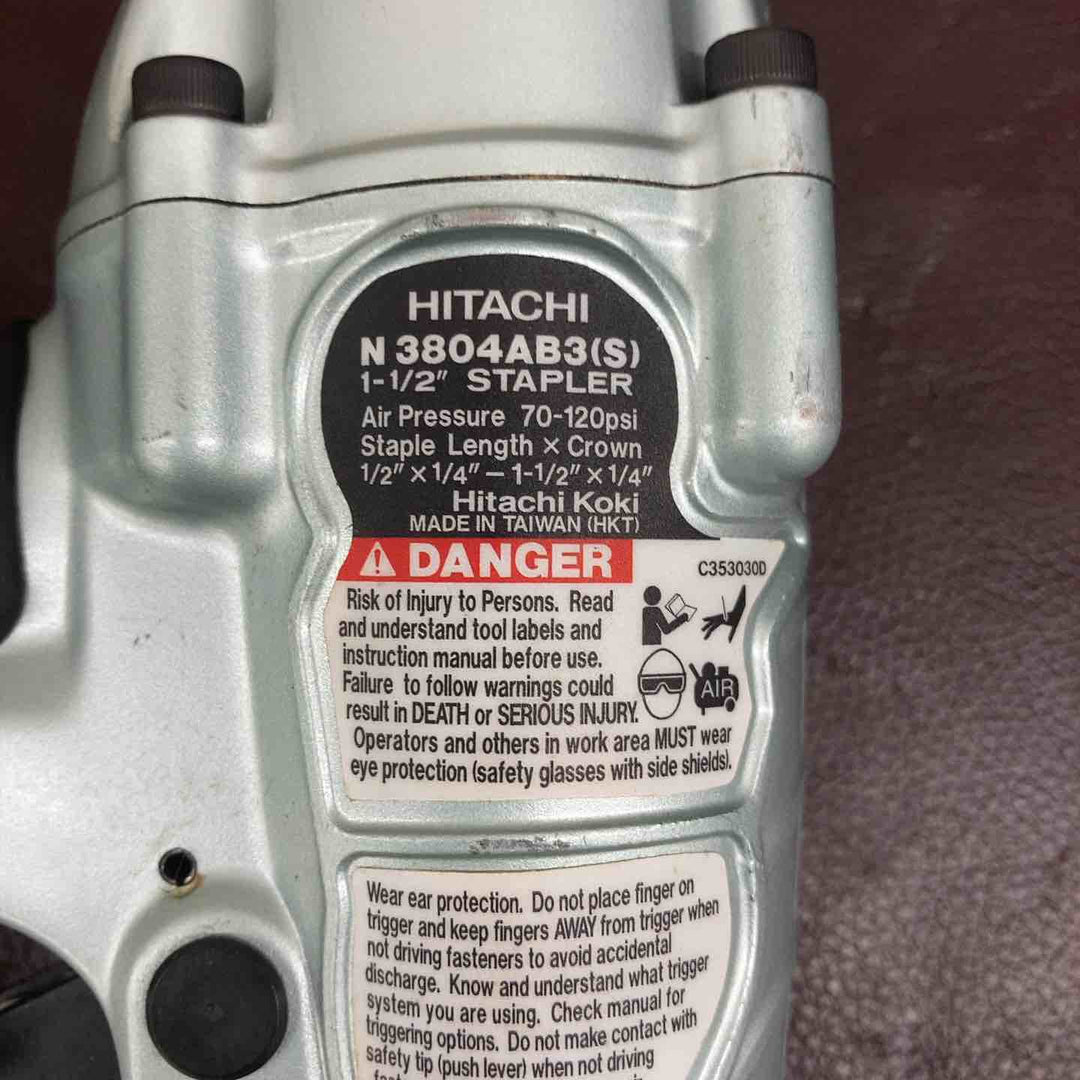 HITACHI
N 3804AB3(S)
1-1/2" STAPLER
Air Pressure 70-120psi
Staple Length × Crown
1/2" × 1/4" — 1-1/2" × 1/4"
Hitachi Koki
MADE IN TAIWAN (HKT)
DANGER
C353030D
Risk of Injury to Persons. Read
and understand tool labels and
instruction manual before use.
Failure to follow warnings could
result in DEATH or SERIOUS INJURY.
AIR
Operators and others in work area MUST wear
eye protection (safety glasses with side shields).
Wear ear protection. Do not place finger on
trigger and keep fingers AWAY from trigger when
not driving fasteners to avoid accidental
discharge. Know and understand what trigger
system you are using. Check manual for
triggering options. Do not make contact with
safety tip (push lever) when not driving